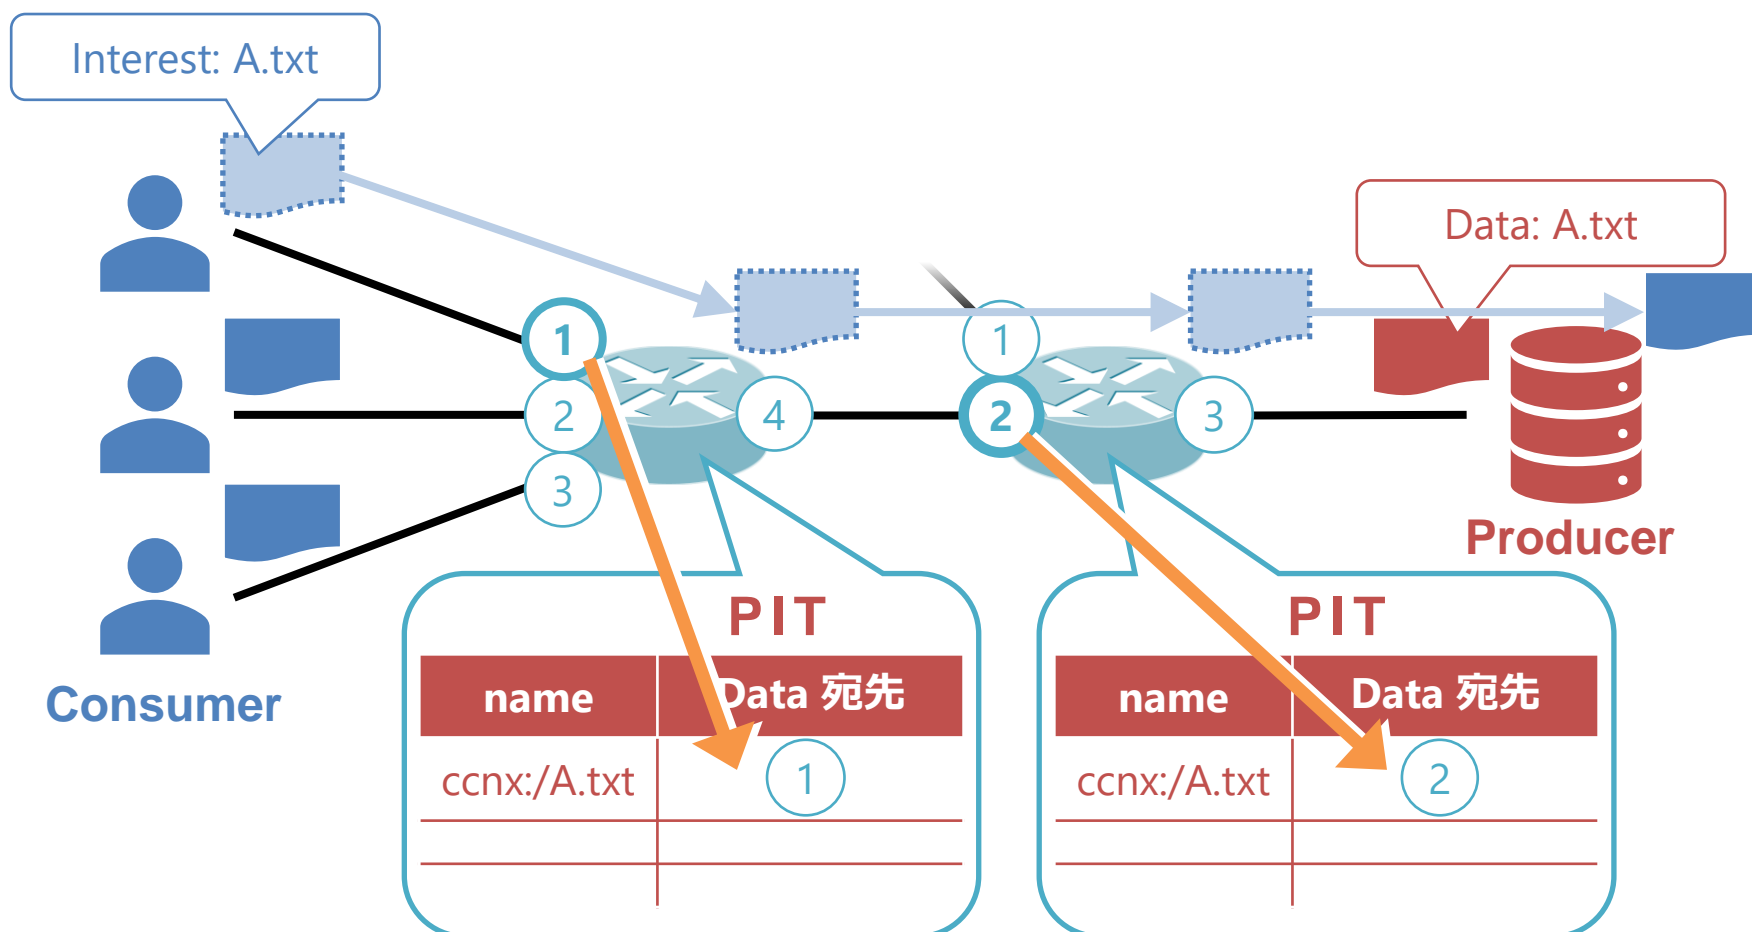 Interest: A.txt
Data: A.txt
1
2
3
4
1
2
3
Producer
Consumer
PIT
name
Data 宛先
ccnx:/A.txt
1
PIT
name
Data 宛先
ccnx:/A.txt
2